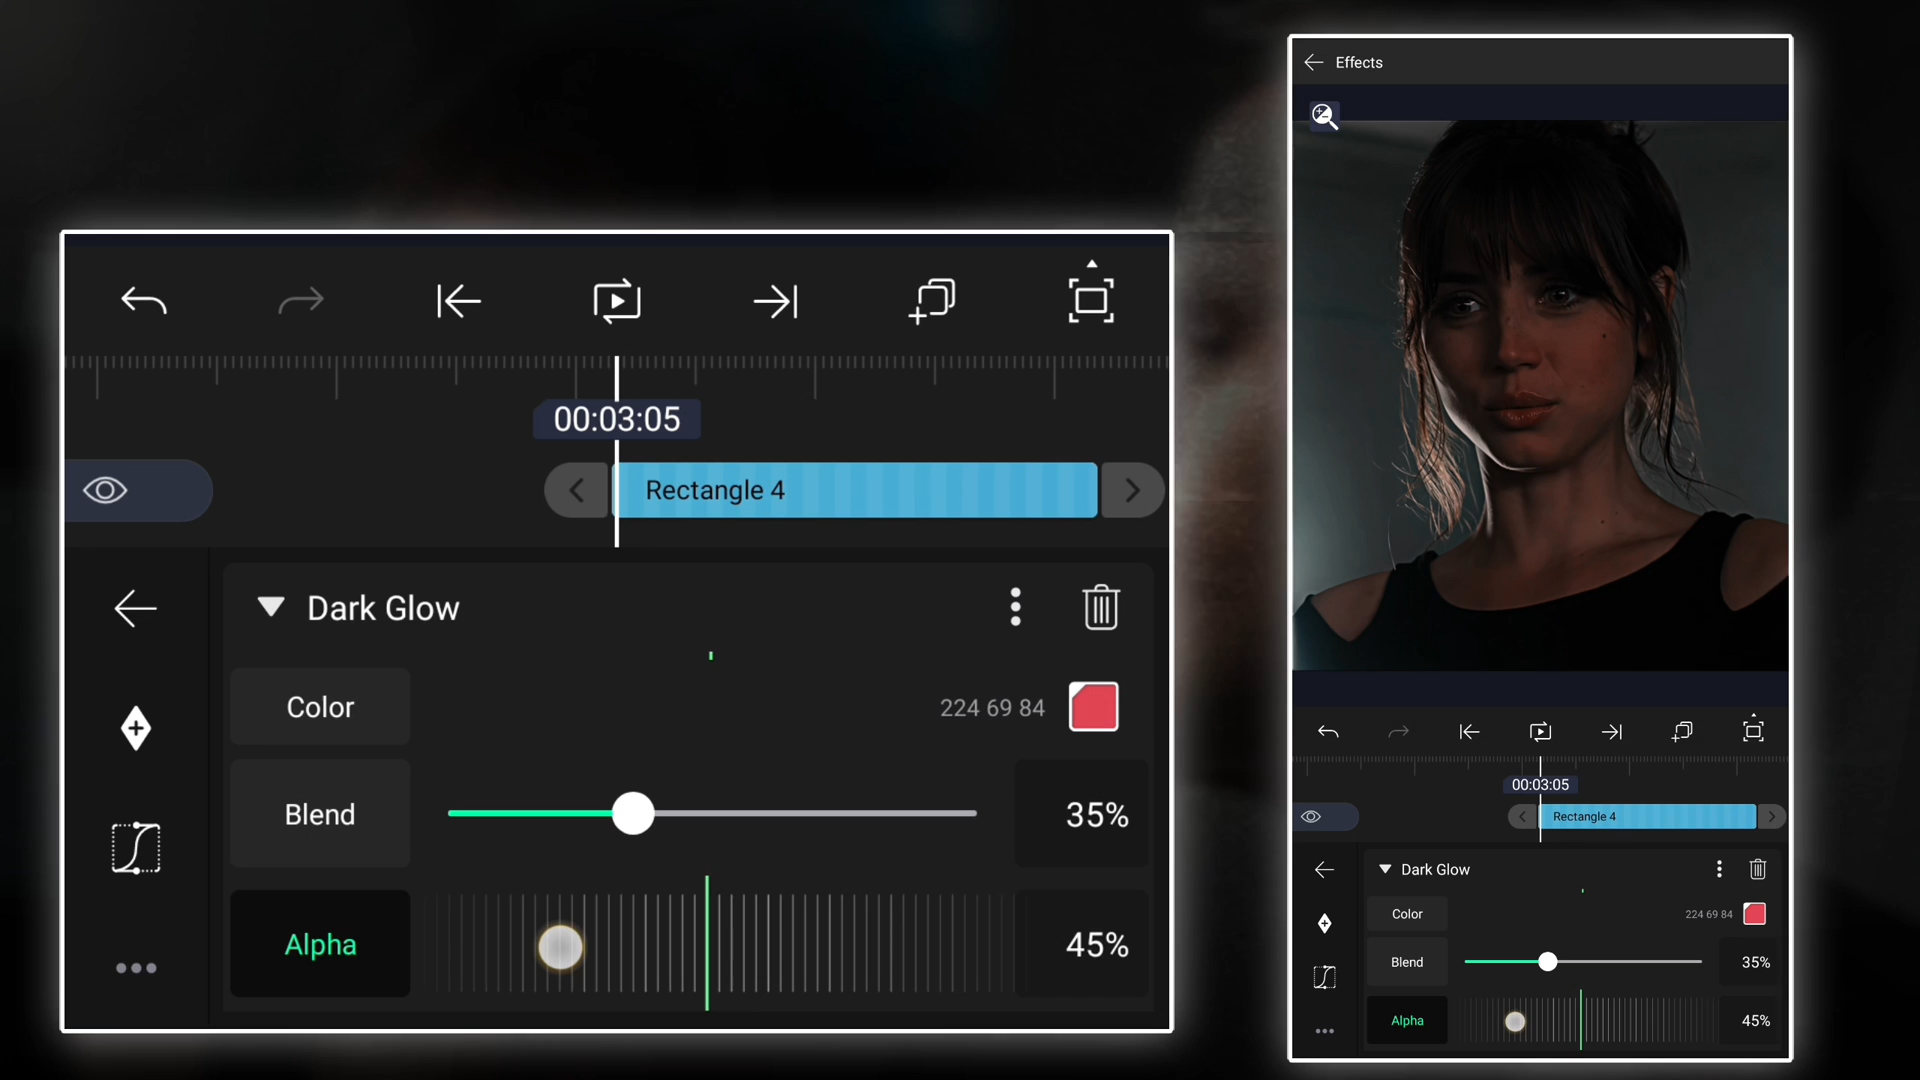 00:03:05
Rectangle 4
Dark Glow
Color
224 69 84
Blend
35%
Alpha
45%
Effects
00:03:05
Rectangle 4
Dark Glow
Color
224 69 84
Blend
35%
Alpha
45%